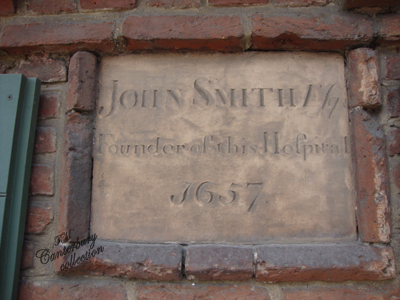 JOHN SMITH Esq
Founder of this Hoſpital
1657.
Canterbury
collection